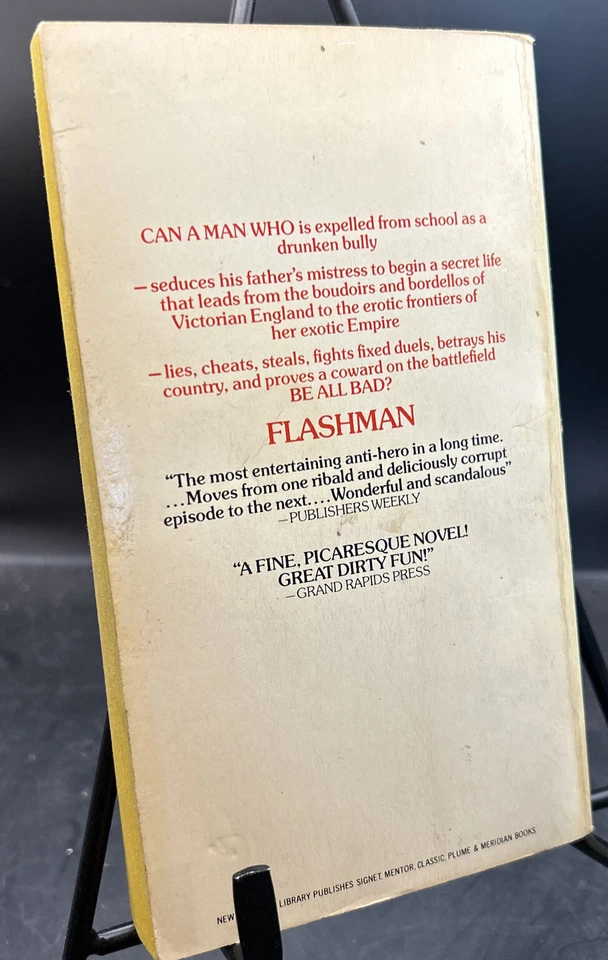 CAN A MAN WHO is expelled from school as a
drunken bully
—seduces his father's mistress to begin a secret life
that leads from the boudoirs and bordellos of
Victorian England to the erotic frontiers of
her exotic Empire
—lies, cheats, steals, fights fixed duels, betrays his
country, and proves a coward on the battlefield
BE ALL BAD?
FLASHMAN
"The most entertaining anti-hero in a long time.
...Moves from one ribald and deliciously corrupt
episode to the next....Wonderful and scandalous"
—PUBLISHERS WEEKLY
"A FINE, PICARESQUE NOVEL!
GREAT DIRTY FUN!"
—GRAND RAPIDS PRESS
NEW LIBRARY PUBLISHES SIGNET, MENTOR, CLASSIC, PLUME & MERIDIAN BOOKS